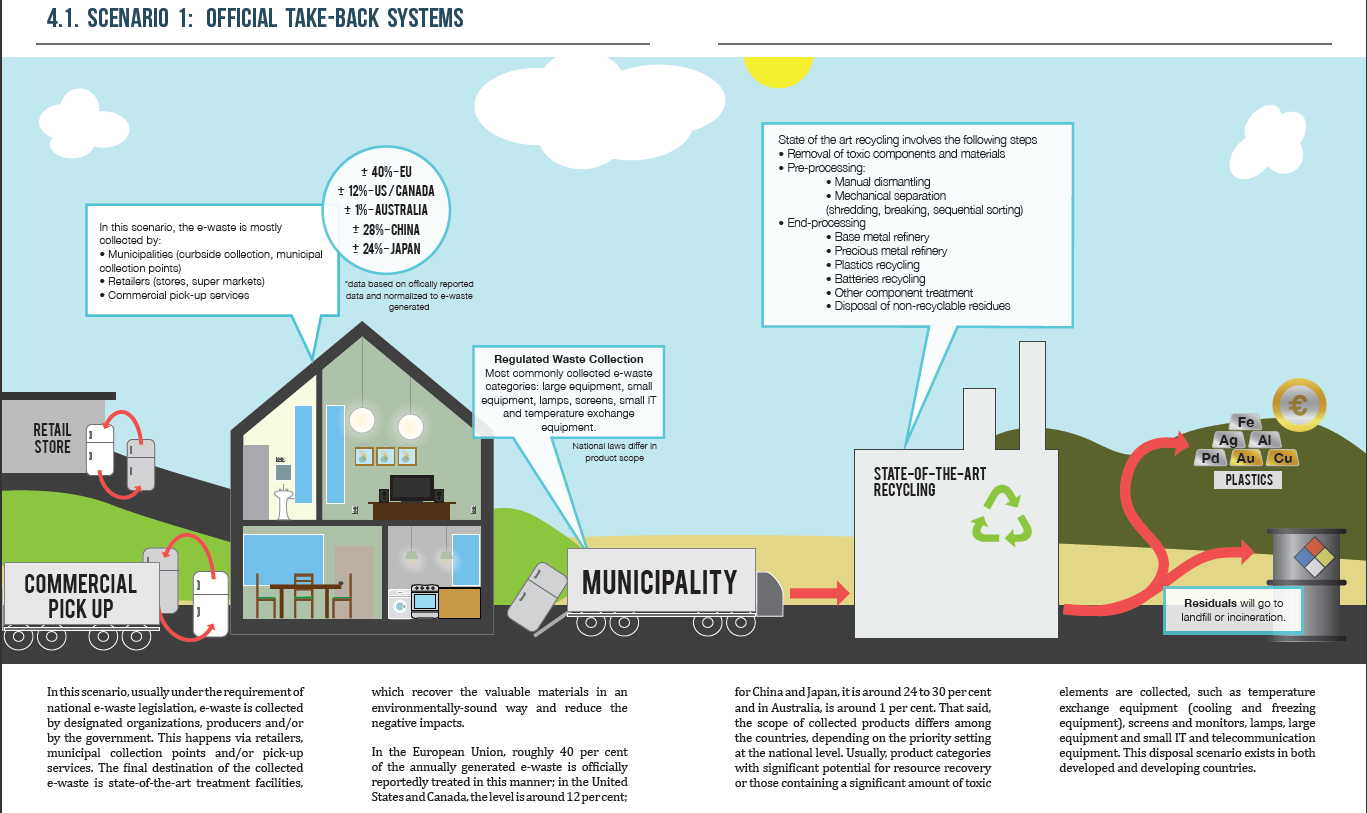 4.1. SCENARIO 1: OFFICIAL TAKE-BACK SYSTEMS
± 40%–EU
± 12%–US / CANADA
± 1%–AUSTRALIA
± 28%–CHINA
± 24%–JAPAN
*data based on offically reported
data and normalized to e-waste
generated
In this scenario, the e-waste is mostly
collected by:
• Municipalities (curbside collection, municipal
collection points)
• Retailers (stores, super markets)
• Commercial pick-up services
Regulated Waste Collection
Most commonly collected e-waste
categories: large equipment, small
equipment, lamps, screens, small IT
and temperature exchange
equipment.
National laws differ in
product scope
State of the art recycling involves the following steps
• Removal of toxic components and materials
• Pre-processing:
• Manual dismantling
• Mechanical separation
(shredding, breaking, sequential sorting)
• End-processing
• Base metal refinery
• Precious metal refinery
• Plastics recycling
• Batteries recycling
• Other component treatment
• Disposal of non-recyclable residues
RETAIL
STORE
COMMERCIAL
PICK UP
MUNICIPALITY
STATE-OF-THE-ART
RECYCLING
€
Fe
Ag Al
Pd Au Cu
PLASTICS
Residuals will go to
landfill or incineration.
In this scenario, usually under the requirement of
national e-waste legislation, e-waste is collected
by designated organizations, producers and/or
by the government. This happens via retailers,
municipal collection points and/or pick-up
services. The final destination of the collected
e-waste is state-of-the-art treatment facilities,
which recover the valuable materials in an
environmentally-sound way and reduce the
negative impacts.
In the European Union, roughly 40 per cent
of the annually generated e-waste is officially
reportedly treated in this manner; in the United
States and Canada, the level is around 12 per cent;
for China and Japan, it is around 24 to 30 per cent
and in Australia, is around 1 per cent. That said,
the scope of collected products differs among
the countries, depending on the priority setting
at the national level. Usually, product categories
with significant potential for resource recovery
or those containing a significant amount of toxic
elements are collected, such as temperature
exchange equipment (cooling and freezing
equipment), screens and monitors, lamps, large
equipment and small IT and telecommunication
equipment. This disposal scenario exists in both
developed and developing countries.